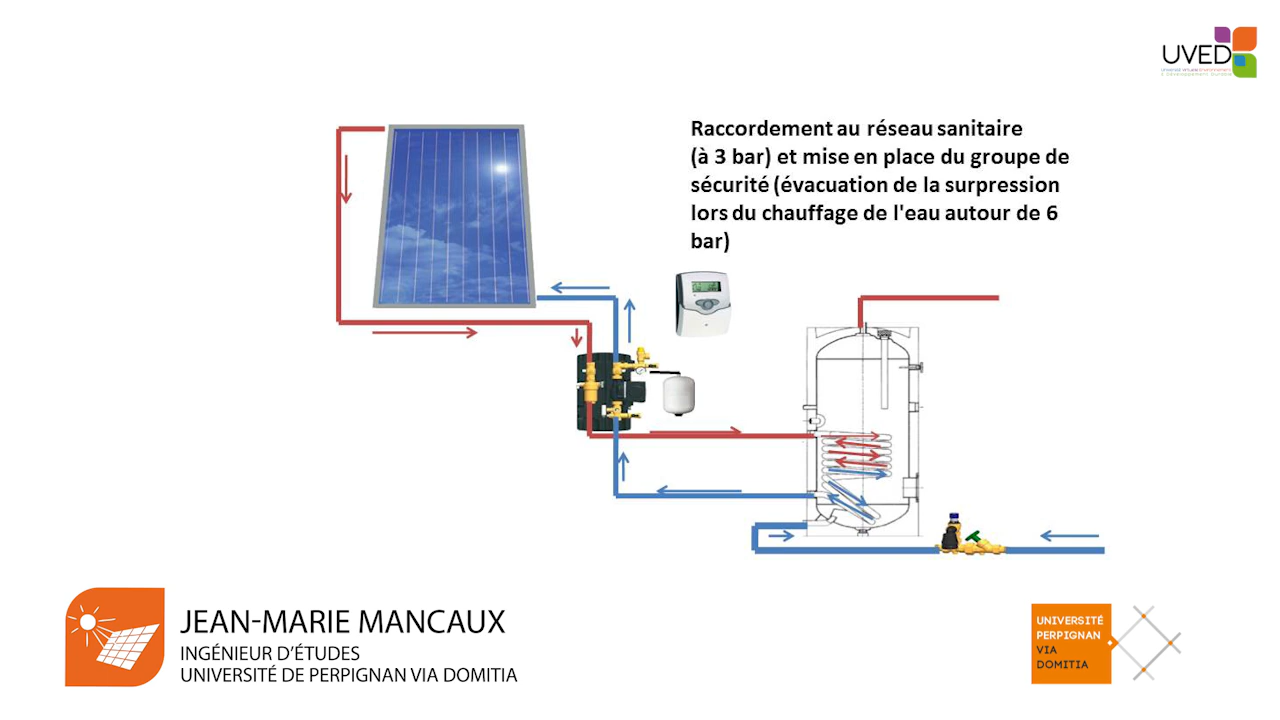 UVED
Raccordement au réseau sanitaire
(à 3 bar) et mise en place du groupe de
sécurité (évacuation de la surpression
lors du chauffage de l'eau autour de 6
bar)
JEAN-MARIE MANCAUX
INGÉNIEUR D'ÉTUDES
UNIVERSITÉ DE PERPIGNAN VIA DOMITIA
UNIVERSITÉ
PERPIGNAN
VIA
DOMITIA